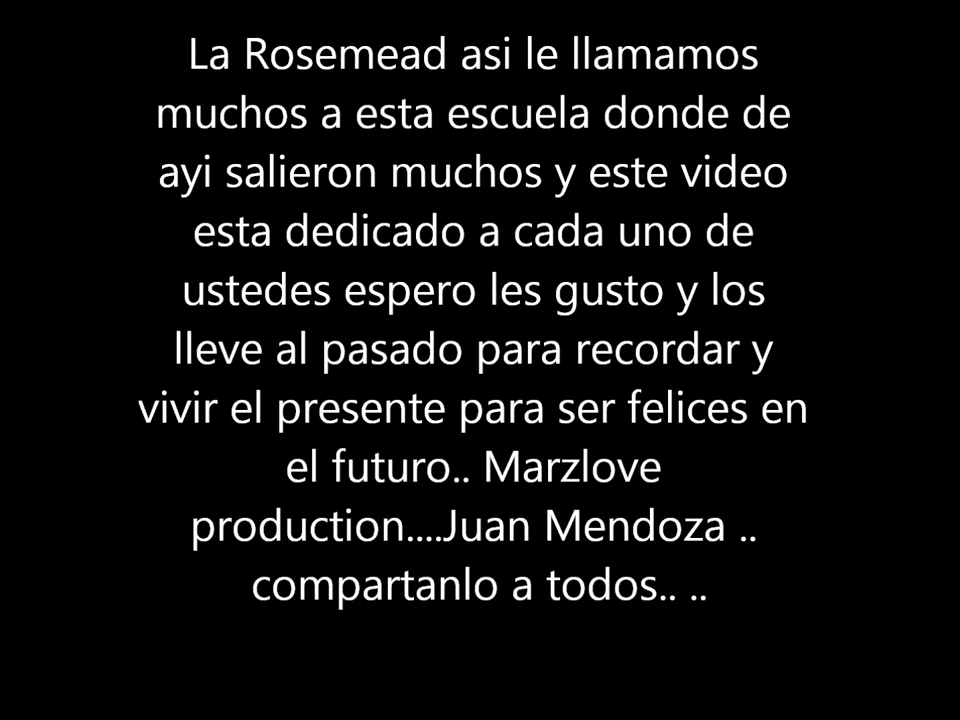 La Rosemead asi le llamamos
muchos a esta escuela donde de
ayi salieron muchos y este video
esta dedicado a cada uno de
ustedes espero les gusto y los
lleve al pasado para recordar y
vivir el presente para ser felices en
el futuro.. Marzlove
production....Juan Mendoza ..
compartanlo a todos.. ..